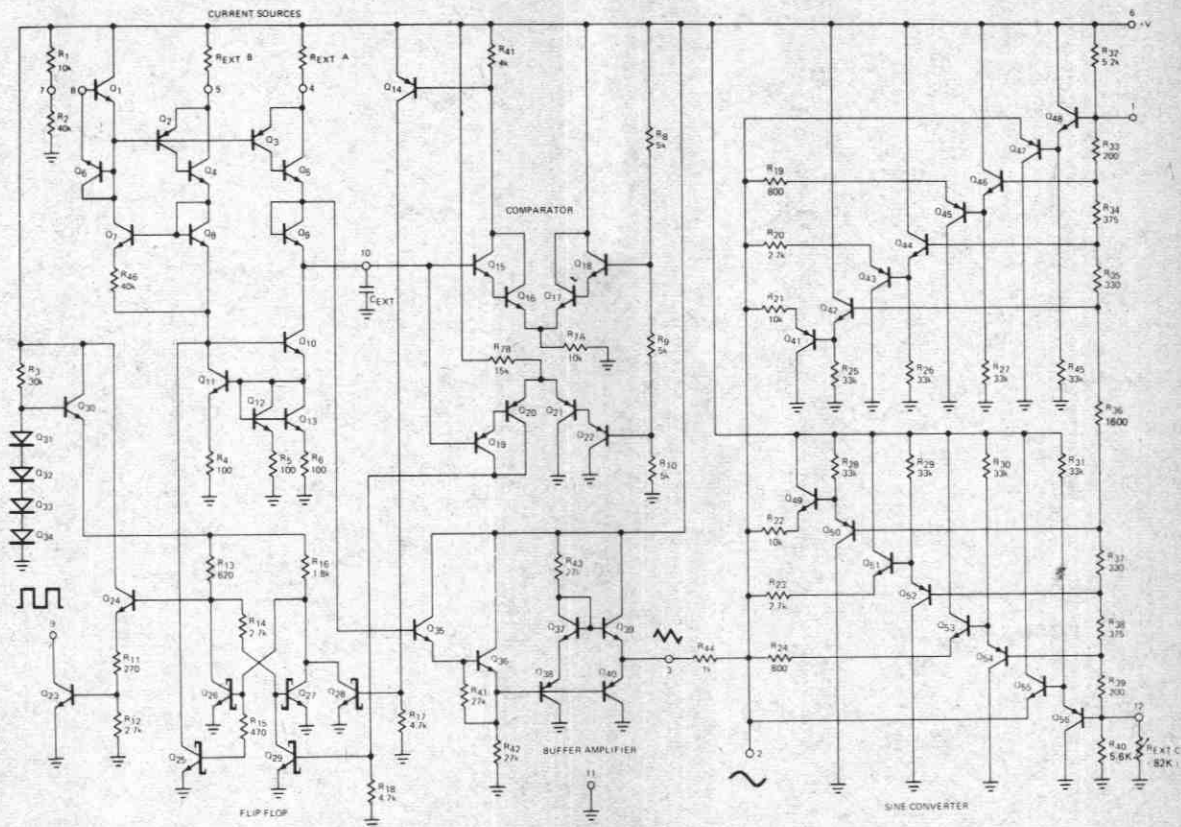 CURRENT SOURCES
6
+V
R1
10k
7
8
Q1
R2
40k
REXT B
5
REXT A
4
Q14
R41
4k
R32
5.2k
Q2
Q3
Q6
Q4
Q5
R8
5k
Q48
1
Q47
R33
200
R19
800
Q46
Q7
Q8
Q9
COMPARATOR
Q45
R34
375
R46
40k
10
CEXT
Q15
Q16
Q17
Q18
R20
2.7k
Q44
Q43
R35
330
R21
10k
Q42
Q41
Q10
R7B
15k
R7A
10k
R9
5k
R25
33k
R26
33k
R27
33k
R45
33k
R3
30k
Q30
Q11
Q12
Q13
Q20
Q21
Q19
Q22
R36
1600
Q31
Q32
Q33
Q34
R4
100
R5
100
R6
100
R10
5k
R28
33k
R29
33k
R30
33k
R31
33k
Q49
R22
10k
Q50
R13
620
R16
1.8k
R43
27k
Q51
R37
330
Q24
R14
2.7k
Q35
Q37
Q39
R23
2.7k
Q52
9
R11
270
Q36
3
R44
1k
R24
800
Q53
R38
375
Q54
Q23
Q26
Q27
Q28
R41
27k
Q38
Q40
R39
200
R12
2.7k
R15
470
R17
4.7k
Q55
Q56
12
Q25
Q29
R42
27k
BUFFER AMPLIFIER
2
R40
5.6K
REXT C
82K
R18
4.7k
11
FLIP FLOP
SINE CONVERTER